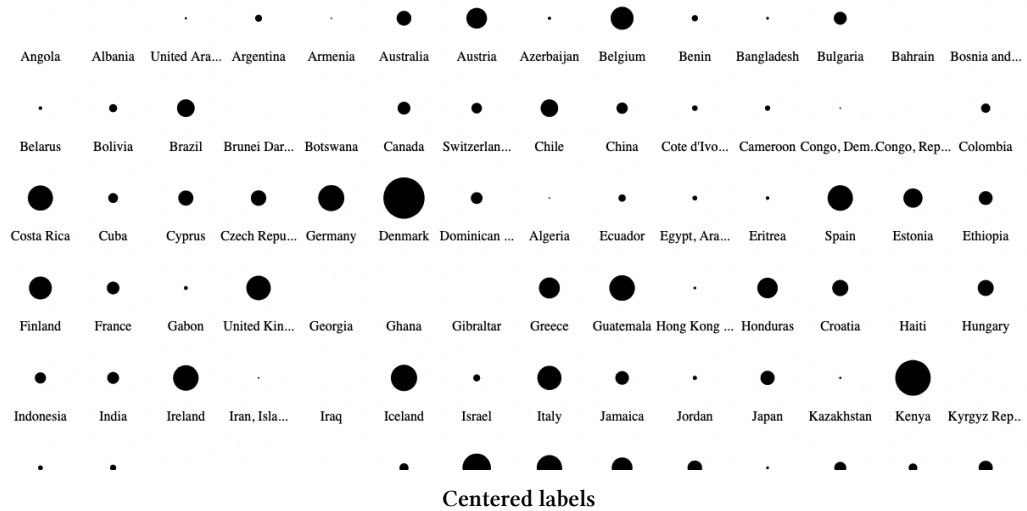 Angola Albania United Ara... Argentina Armenia Australia Austria Azerbaijan Belgium Benin Bangladesh Bulgaria Bahrain Bosnia and...
Belarus Bolivia Brazil Brunei Dar... Botswana Canada Switzerlan... Chile China Cote d'Ivo... Cameroon Congo, Dem... Congo, Rep... Colombia
Costa Rica Cuba Cyprus Czech Repu... Germany Denmark Dominican ... Algeria Ecuador Egypt, Ara... Eritrea Spain Estonia Ethiopia
Finland France Gabon United Kin... Georgia Ghana Gibraltar Greece Guatemala Hong Kong ... Honduras Croatia Haiti Hungary
Indonesia India Ireland Iran, Isla... Iraq Iceland Israel Italy Jamaica Jordan Japan Kazakhstan Kenya Kyrgyz Rep...
Centered labels